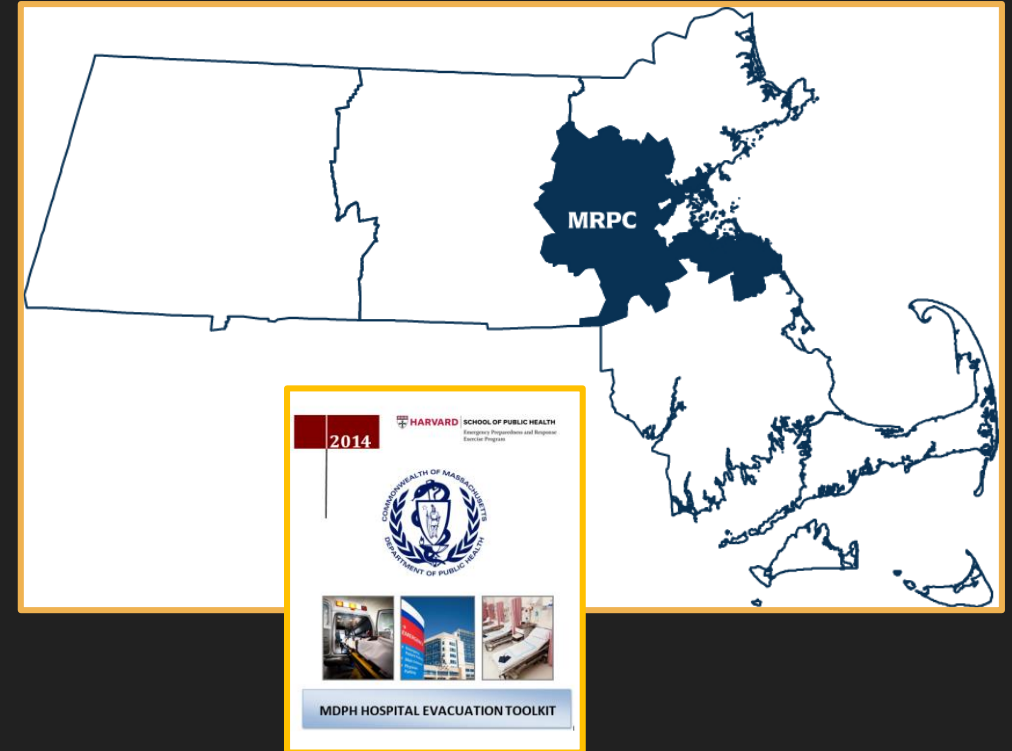 MRPC
2014
HARVARD SCHOOL OF PUBLIC HEALTH
Emergency Preparedness and Response
Exercise Program
COMMONWEALTH OF MASSACHUSETTS
DEPARTMENT OF PUBLIC HEALTH
EMERGENCY
MDPH HOSPITAL EVACUATION TOOLKIT